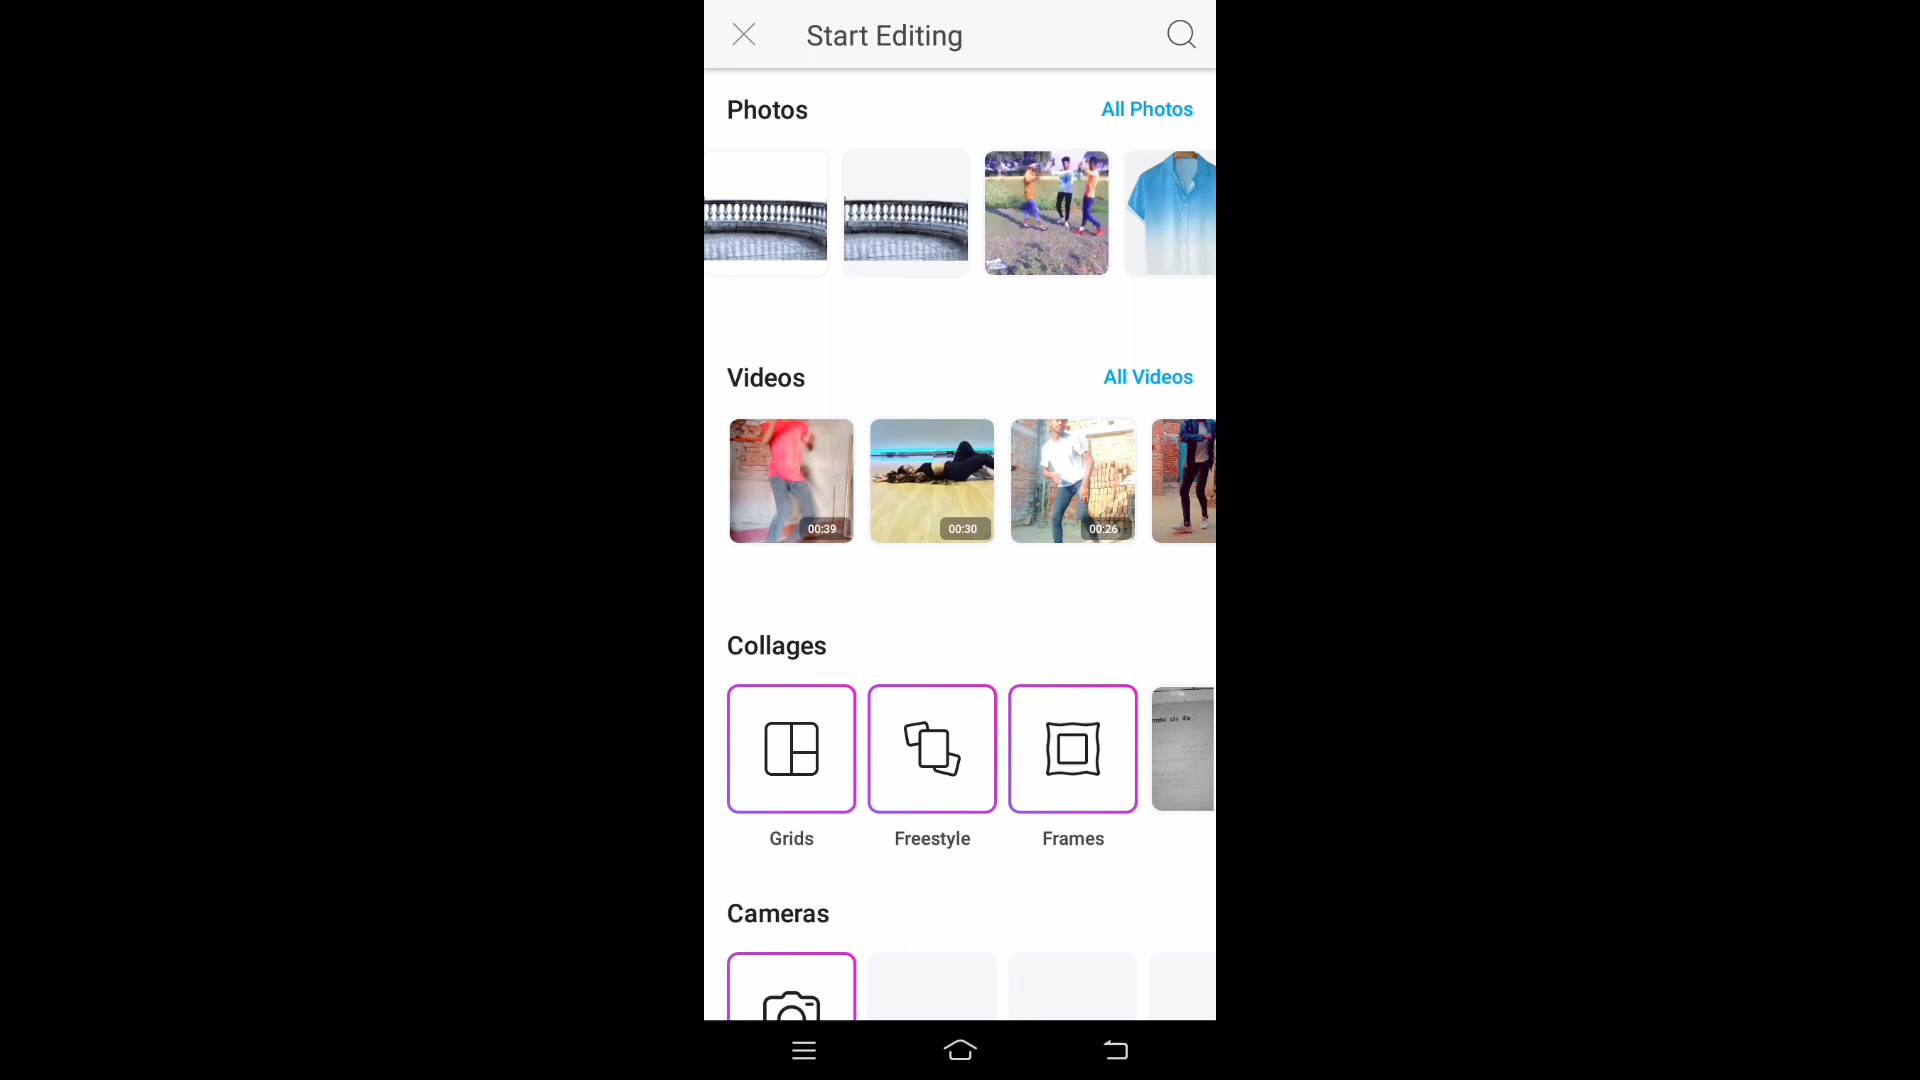 Start Editing
Photos
All Photos
Videos
All Videos
00:39
00:30
00:26
Collages
Grids
Freestyle
Frames
Cameras